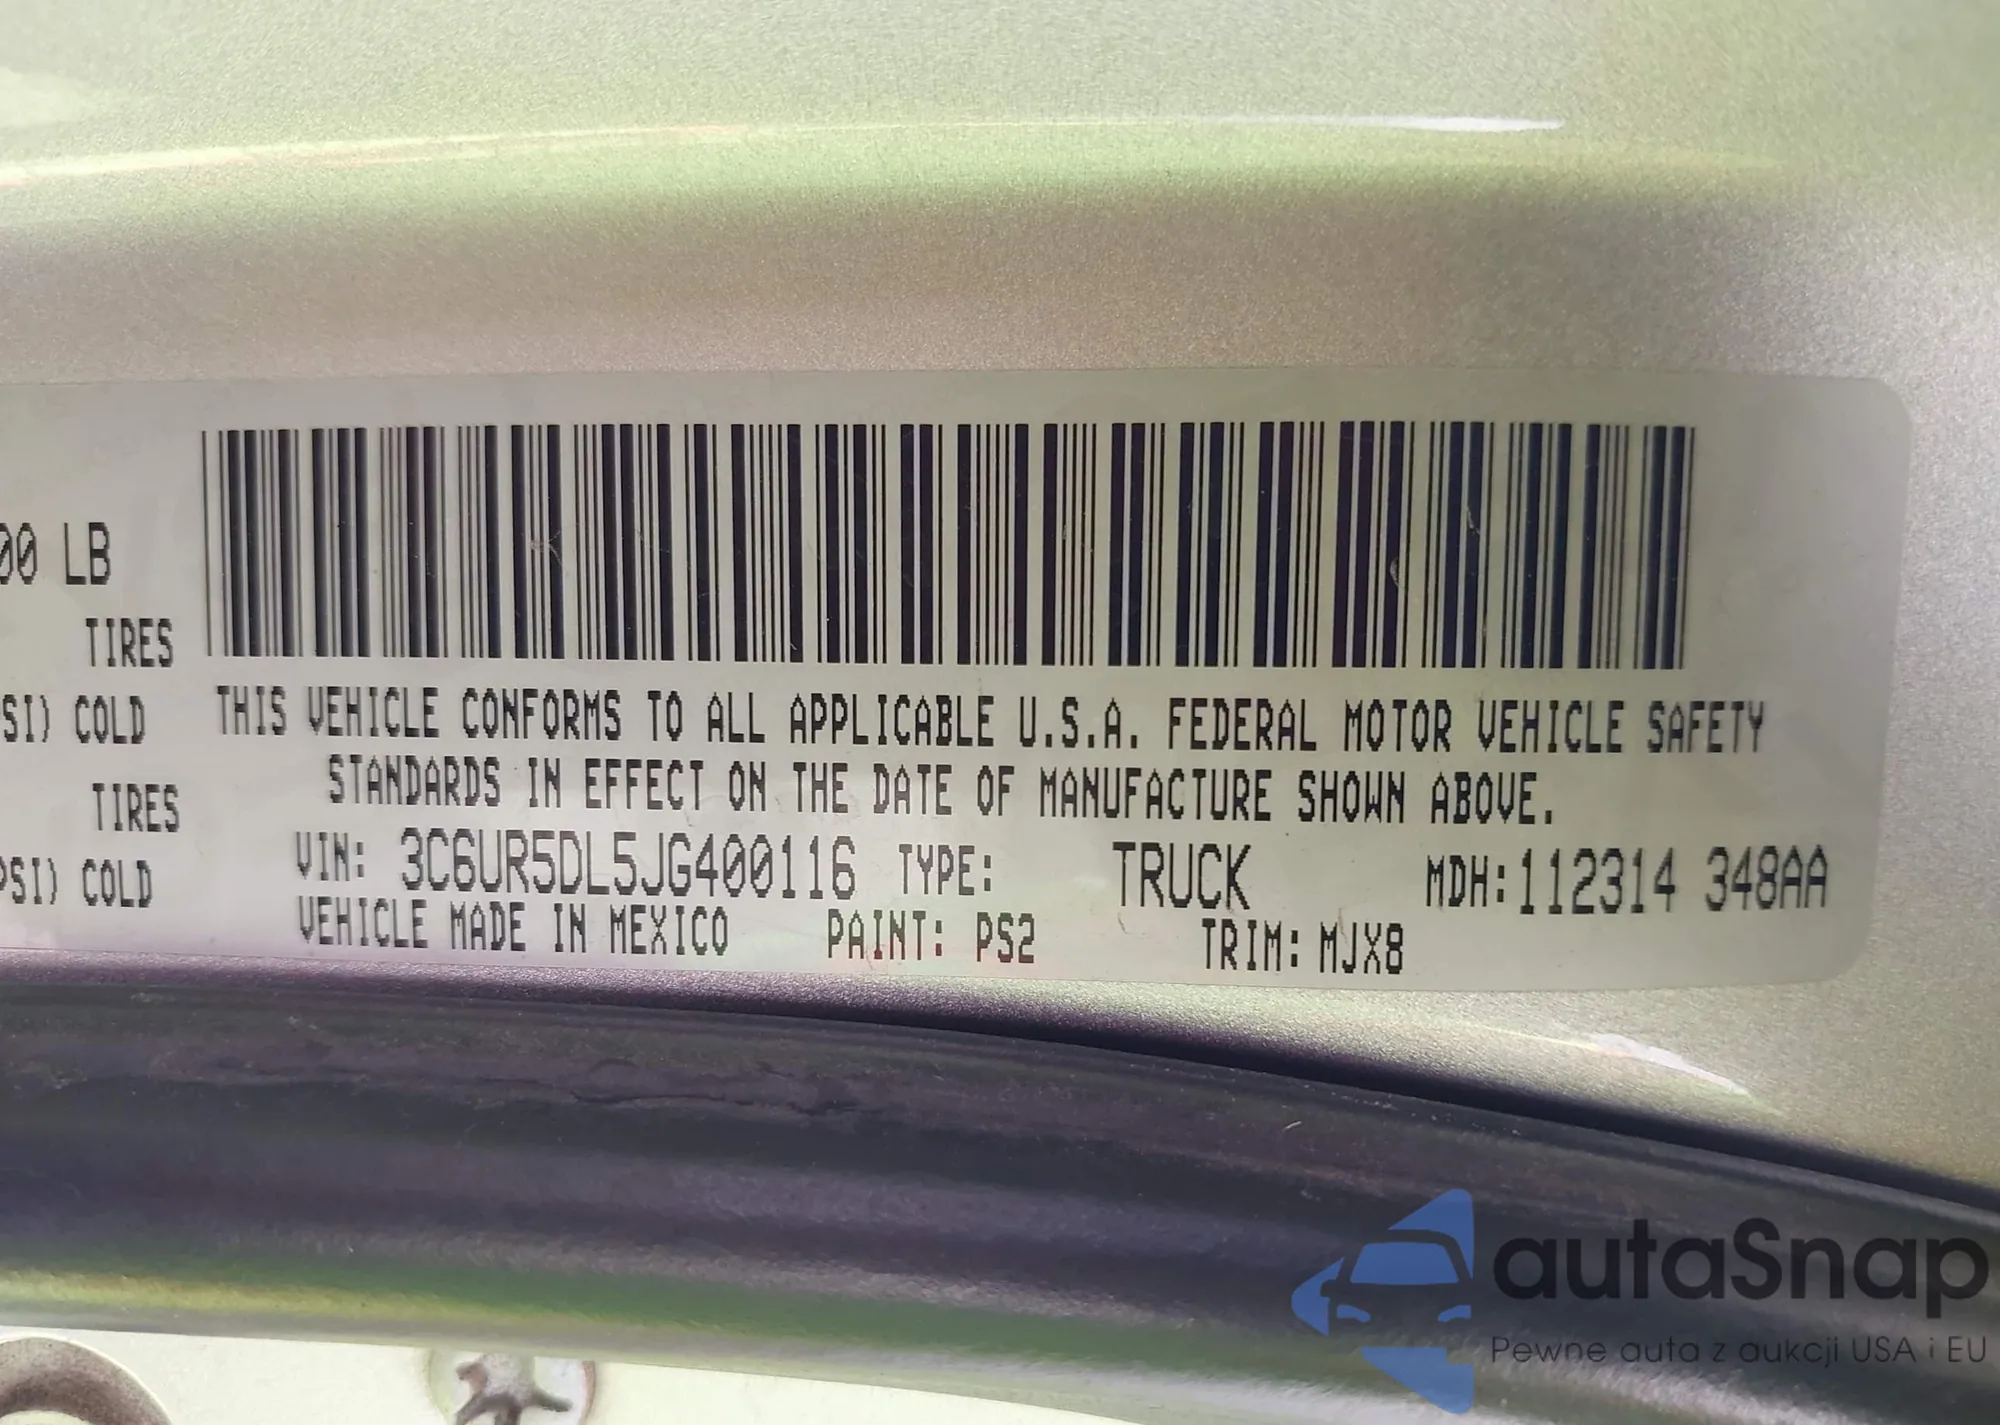 00 LB
TIRES
SI) COLD
TIRES
PSI) COLD
THIS VEHICLE CONFORMS TO ALL APPLICABLE U.S.A. FEDERAL MOTOR VEHICLE SAFETY
STANDARDS IN EFFECT ON THE DATE OF MANUFACTURE SHOWN ABOVE.
VIN: 3C6UR5DL5JG400116 TYPE: TRUCK MDH:112314 348AA
VEHICLE MADE IN MEXICO PAINT: PS2 TRIM: MJX8
autaSnap
Pewne auta z aukcji USA i EU